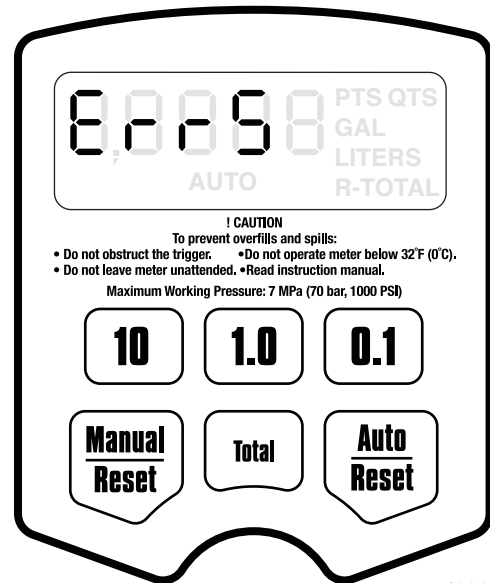 Err5
PTS QTS
GAL
LITERS
AUTO
R-TOTAL
! CAUTION
To prevent overfills and spills:
• Do not obstruct the trigger. •Do not operate meter below 32°F (0°C).
• Do not leave meter unattended. •Read instruction manual.
Maximum Working Pressure: 7 MPa (70 bar, 1000 PSI)
10 1.0 0.1
Manual
Reset
Total
Auto
Reset